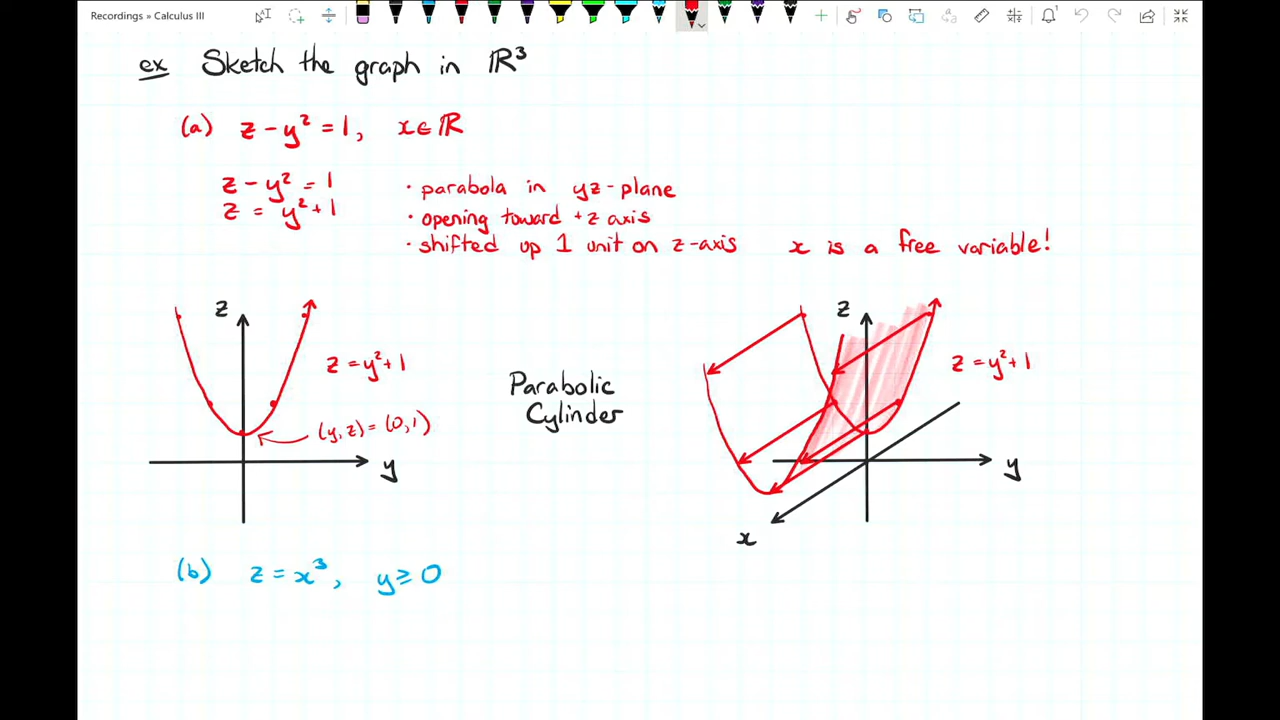 Recordings » Calculus III
ex Sketch the graph in ℝ³
(a) z - y² = 1, x ∈ ℝ
z - y² = 1
z = y² + 1
· parabola in yz-plane
· opening toward +z axis
· shifted up 1 unit on z-axis
x is a free variable!
z
z = y² + 1
(y, z) = (0, 1)
y
Parabolic
Cylinder
z
z = y² + 1
y
x
(b) z = x³, y ≥ 0